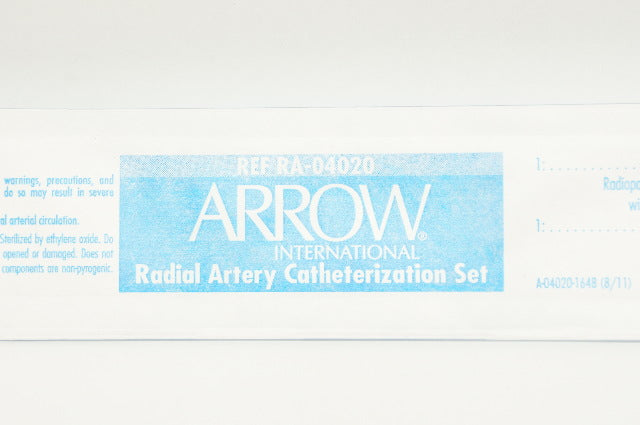 warnings, precautions, and
do so may result in severe
al arterial circulation.
Sterilized by ethylene oxide. Do
opened or damaged. Does not
components are non-pyrogenic.
REF RA-04020
ARROW®
INTERNATIONAL
Radial Artery Catheterization Set
1:
Radiopa
wi
1:
A-04020-164B (8/11)